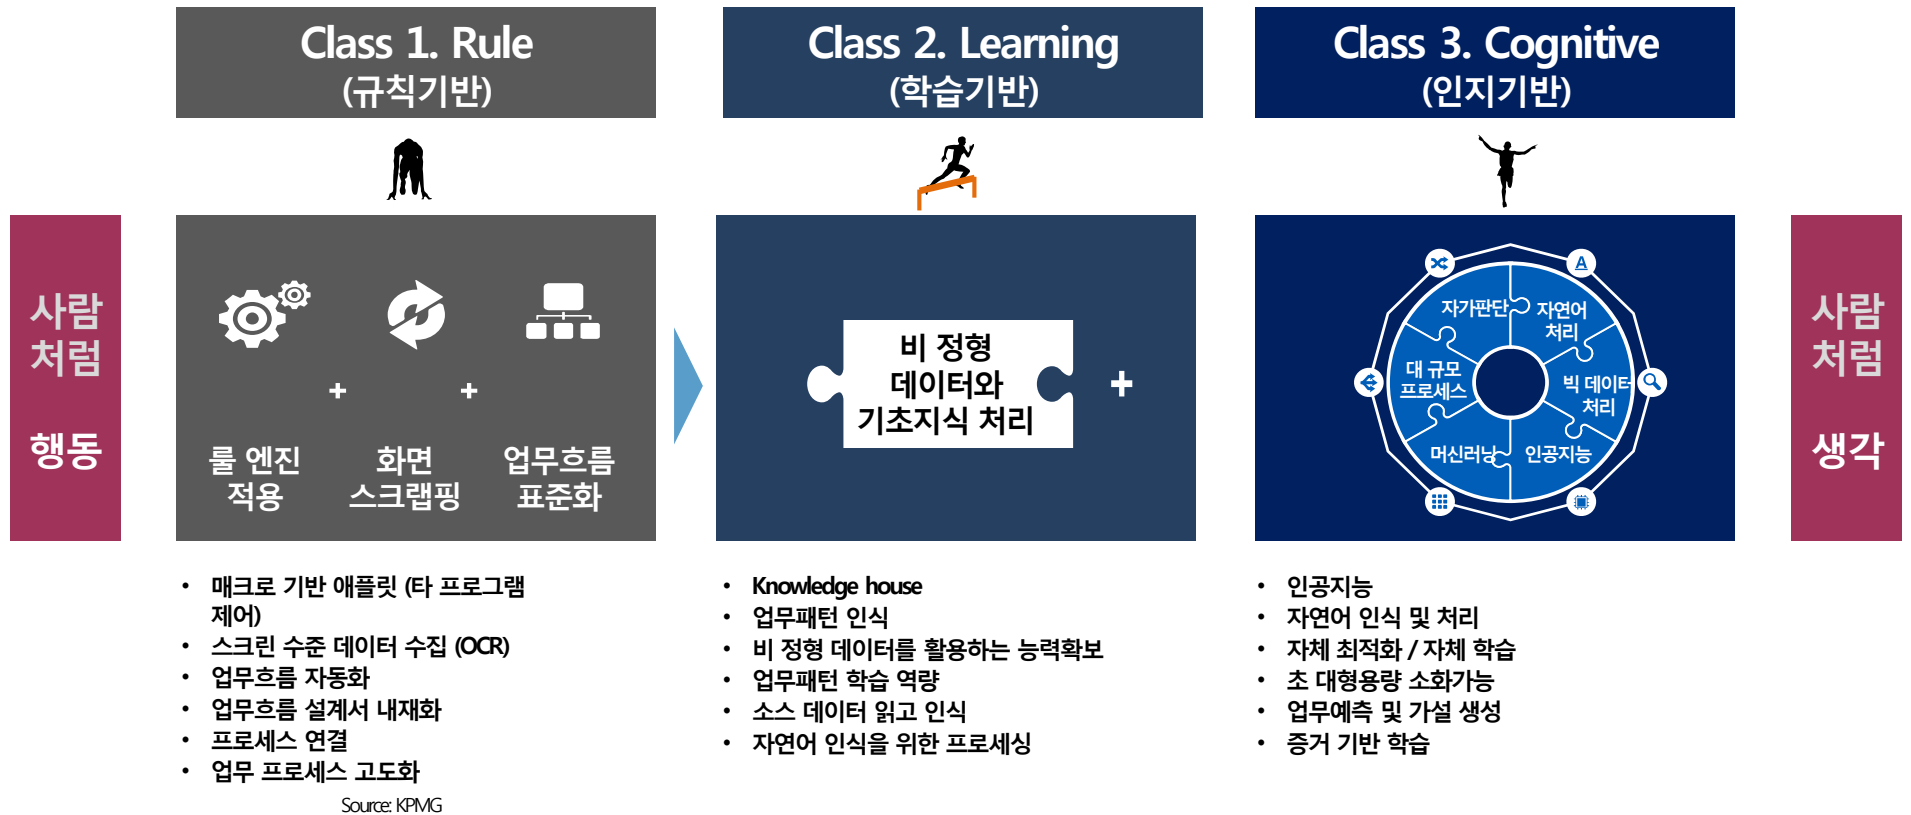 Class 1. Rule
(규칙기반)
Class 2. Learning
(학습기반)
Class 3. Cognitive
(인지기반)
사람
처럼
행동
룰 엔진
적용
+
화면
스크랩핑
+
업무흐름
표준화
비 정형
데이터와
기초지식 처리
+
자가판단
자연어
처리
대 규모
프로세스
빅 데이터
처리
머신러닝
인공지능
A
사람
처럼
생각
• 매크로 기반 애플릿 (타 프로그램
제어)
• 스크린 수준 데이터 수집 (OCR)
• 업무흐름 자동화
• 업무흐름 설계서 내재화
• 프로세스 연결
• 업무 프로세스 고도화
• Knowledge house
• 업무패턴 인식
• 비 정형 데이터를 활용하는 능력확보
• 업무패턴 학습 역량
• 소스 데이터 읽고 인식
• 자연어 인식을 위한 프로세싱
• 인공지능
• 자연어 인식 및 처리
• 자체 최적화 / 자체 학습
• 초 대형용량 소화가능
• 업무예측 및 가설 생성
• 증거 기반 학습
Source: KPMG